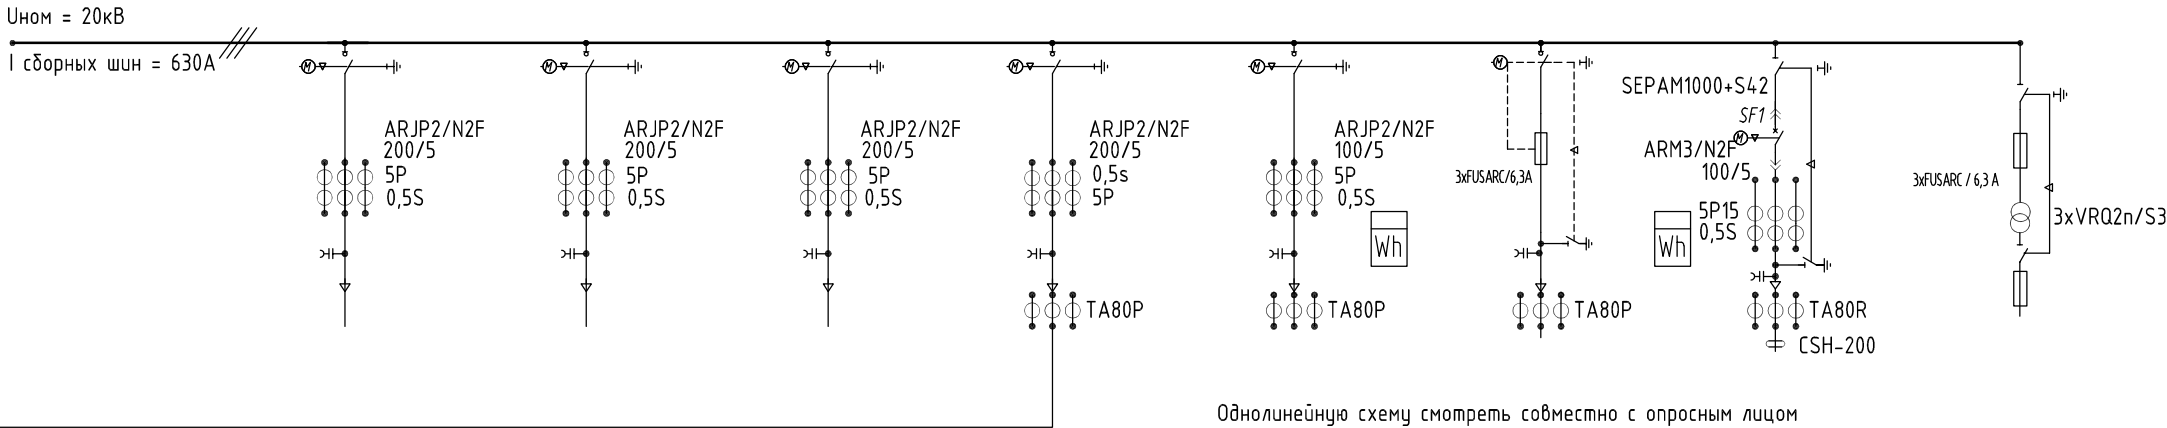 Uном = 20кВ
I сборных шин = 630А
M
ARJP2/N2F
200/5
5P
0,5S
M
ARJP2/N2F
200/5
5P
0,5S
M
ARJP2/N2F
200/5
5P
0,5S
M
ARJP2/N2F
200/5
0,5s
5P
TA80P
M
ARJP2/N2F
100/5
5P
0,5S
Wh
TA80P
M
3xFUSARC/6,3A
TA80P
SEPAM1000+S42
SF1
M
ARM3/N2F
100/5
5P15
0,5S
Wh
TA80R
CSH-200
3xFUSARC / 6,3 A
3xVRQ2n/S3
Однолинейную схему смотреть совместно с опросным лицом